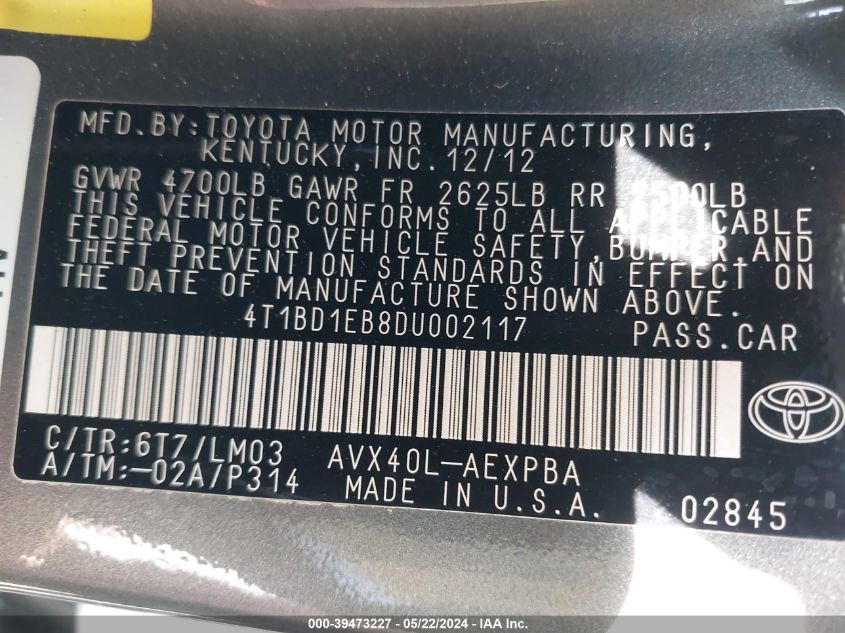 MFD.BY:TOYOTA MOTOR MANUFACTURING,
KENTUCKY,INC.12/12
GVWR 4700LB GAWR FR 2625LB RR 2500LB
THIS VEHICLE CONFORMS TO ALL APPLICABLE
FEDERAL MOTOR VEHICLE SAFETY,BUMPER,AND
THEFT PREVENTION STANDARDS IN EFFECT ON
THE DATE OF MANUFACTURE SHOWN ABOVE.
4T1BD1EB8DU002117 PASS.CAR
C/TR:6T7/LM03 AVX40L-AEXPBA
A/TM:-02A/P314 MADE IN U.S.A. 02845
000-39473227 - 05/22/2024 - IAA Inc.